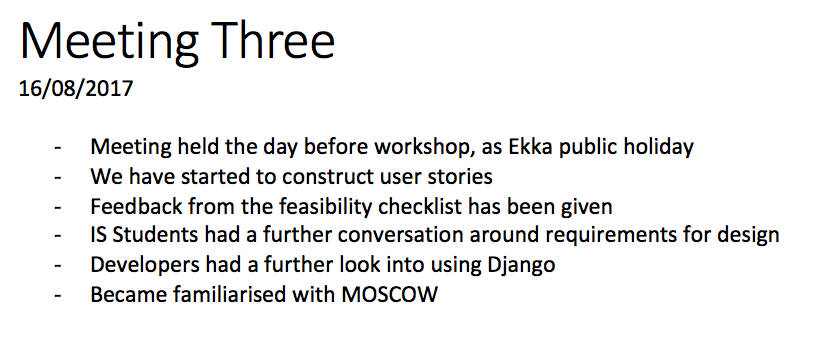 Meeting Three
16/08/2017
- Meeting held the day before workshop, as Ekka public holiday
- We have started to construct user stories
- Feedback from the feasibility checklist has been given
- IS Students had a further conversation around requirements for design
- Developers had a further look into using Django
- Became familiarised with MOSCOW